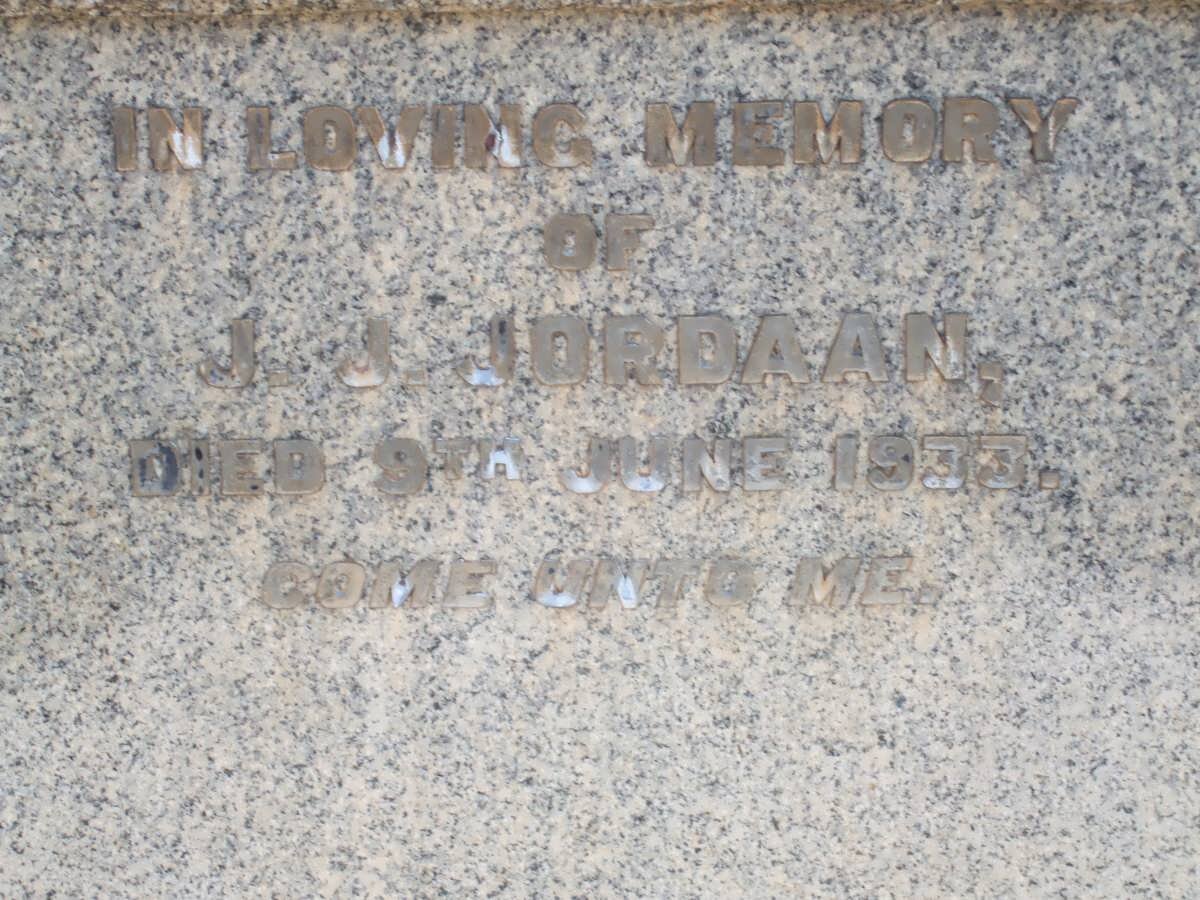 IN LOVING MEMORY
OF
J. J. JORDAAN,
DIED 9TH JUNE 1933.
COME UNTO ME.